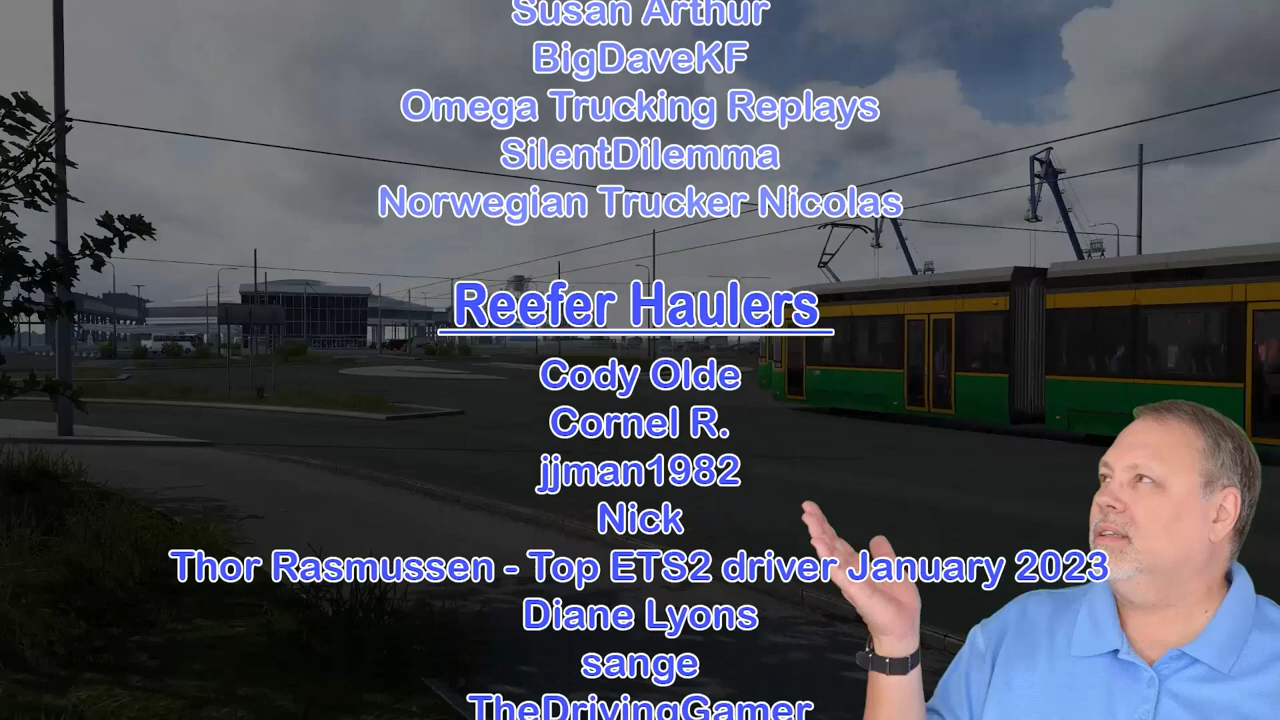 Susan Arthur
BigDaveKF
Omega Trucking Replays
SilentDilemma
Norwegian Trucker Nicolas
Reefer Haulers
Cody Olde
Cornel R.
jjman1982
Nick
Thor Rasmussen - Top ETS2 driver January 2023
Diane Lyons
sange
TheDrivingGamer